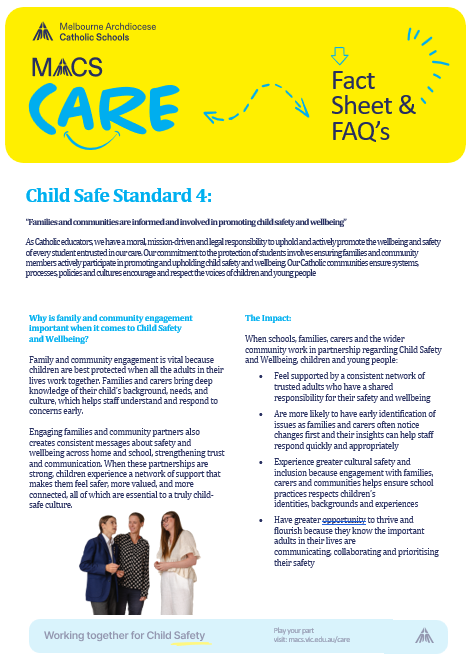 Melbourne Archdiocese
Catholic Schools
MACS
CARE
Fact
Sheet &
FAQ's
Child Safe Standard 4:
"Families and communities are informed and involved in promoting child safety and wellbeing"
As Catholic educators, we have a moral, mission-driven and legal responsibility to uphold and actively promote the wellbeing and safety
of every student entrusted in our care. Our commitment to the protection of students involves ensuring families and community
members actively participate in promoting and upholding child safety and wellbeing. Our Catholic communities ensure systems,
processes, policies and cultures encourage and respect the voices of children and young people
Why is family and community engagement
important when it comes to Child Safety
and Wellbeing?
Family and community engagement is vital because
children are best protected when all the adults in their
lives work together. Families and carers bring deep
knowledge of their child's background, needs, and
culture, which helps staff understand and respond to
concerns early.
Engaging families and community partners also
creates consistent messages about safety and
wellbeing across home and school, strengthening trust
and communication. When these partnerships are
strong, children experience a network of support that
makes them feel safer, more valued, and more
connected, all of which are essential to a truly child-
safe culture.
The Impact:
When schools, families, carers and the wider
community work in partnership regarding Child Safety
and Wellbeing, children and young people:
• Feel supported by a consistent network of
trusted adults who have a shared
responsibility for their safety and wellbeing
• Are more likely to have early identification of
issues as families and carers often notice
changes first and their insights can help staff
respond quickly and appropriately
• Experience greater cultural safety and
inclusion because engagement with families,
carers and communities helps ensure school
practices respects children's
identities, backgrounds and experiences
• Have greater opportunity to thrive and
flourish because they know the important
adults in their lives are
communicating, collaborating and prioritising
their safety
Working together for Child Safety
Play your part
visit: macs.vic.edu.au/care